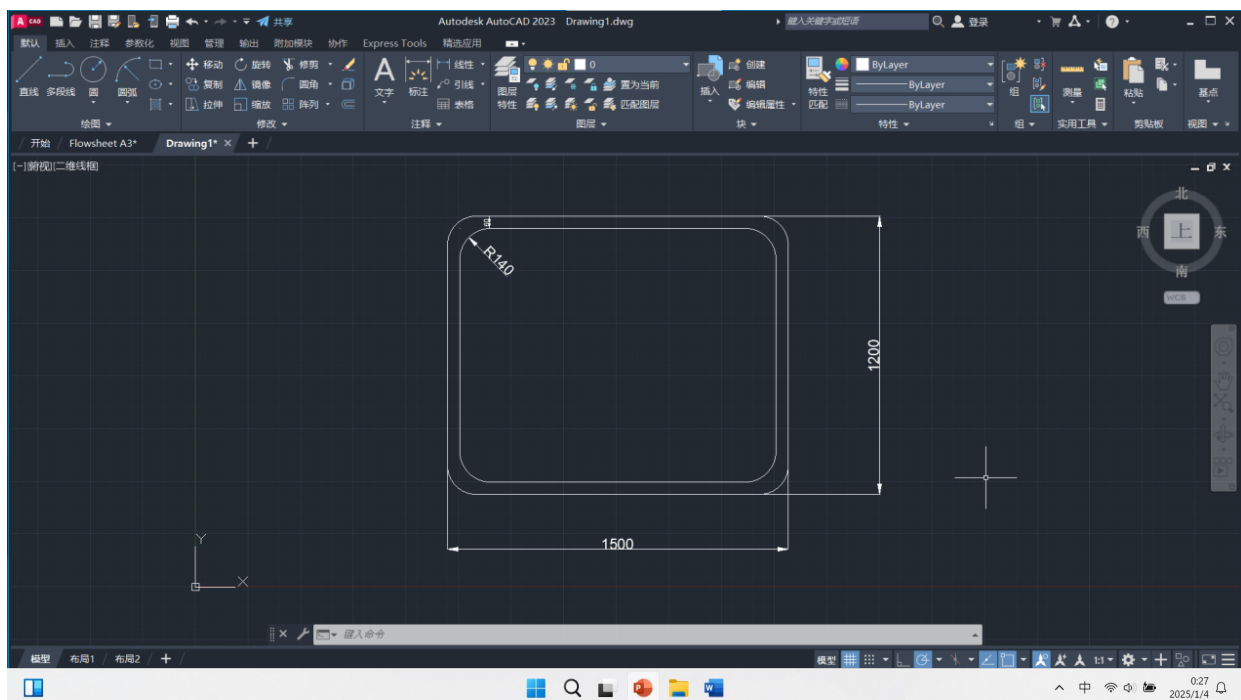 A CAD 共享 Autodesk AutoCAD 2023 Drawing1.dwg 键入关键字或短语 登录
默认 插入 注释 参数化 视图 管理 输出 附加模块 协作 Express Tools 精选应用
直线 多段线 圆 圆弧 移动 旋转 修剪 文字 标注 线性 图层特性 0 插入 创建 特性匹配 ByLayer 组 测量 粘贴 基点
复制 镜像 圆角 引线 置为当前 编辑 ByLayer
拉伸 缩放 阵列 表格 匹配图层 编辑属性 ByLayer
绘图 修改 注释 图层 块 特性 组 实用工具 剪贴板 视图
开始 Flowsheet A3* Drawing1*
[-][俯视][二维线框]
北
西 上 东
南
WCS
R140
1200
1500
Y
X
键入命令
模型 布局1 布局2 模型 1:1
中 0:27
2025/1/4